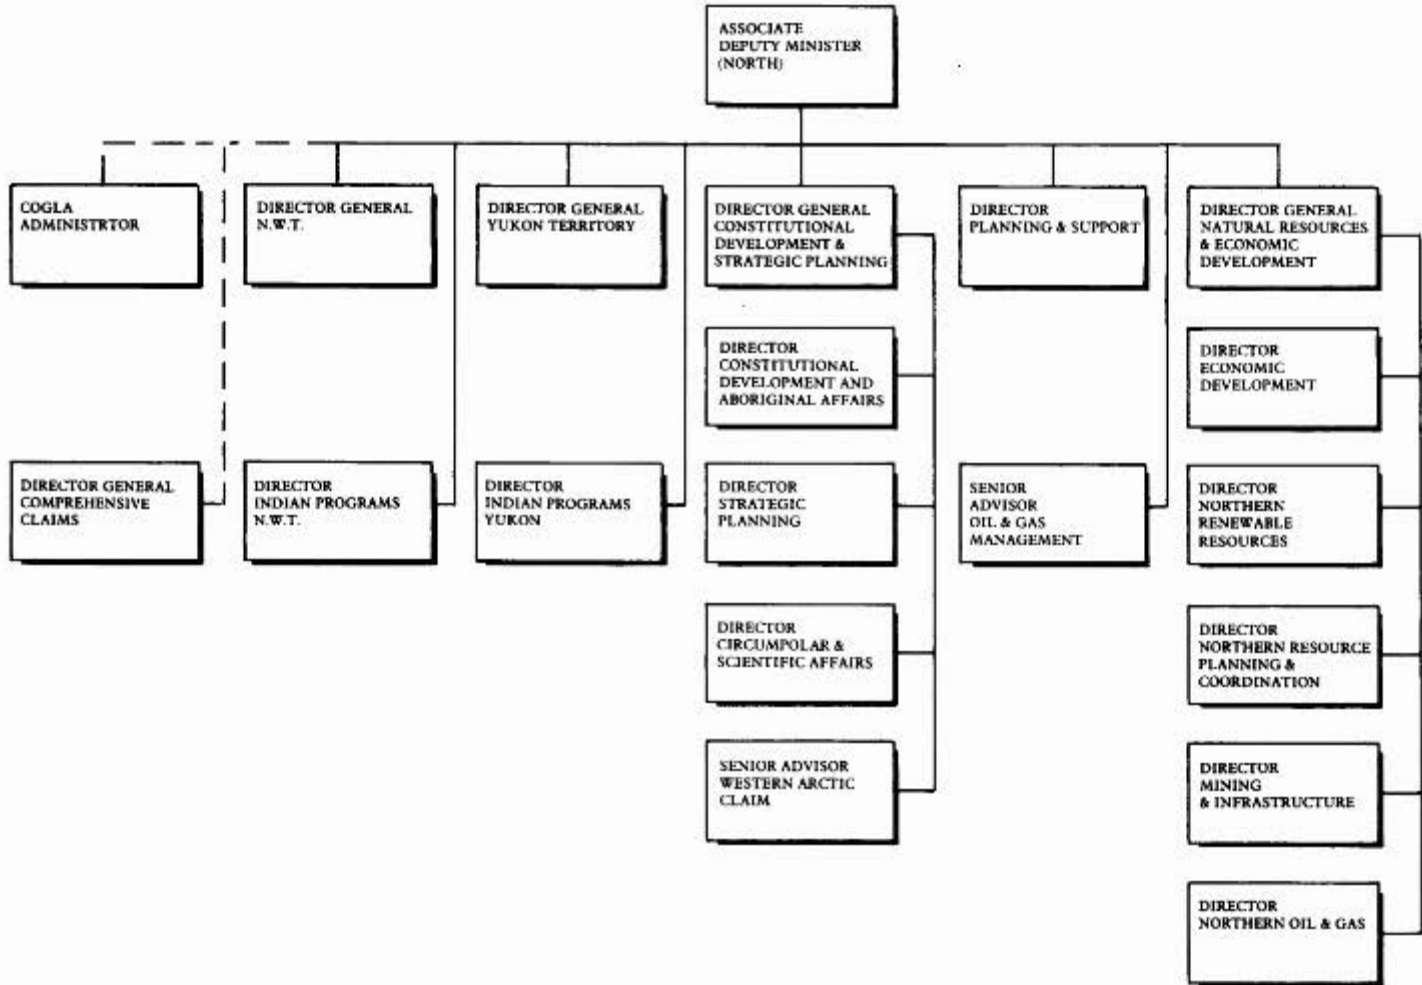 ASSOCIATE
DEPUTY MINISTER
(NORTH)
COGLA
ADMINISTRTOR
DIRECTOR GENERAL
N.W.T.
DIRECTOR GENERAL
YUKON TERRITORY
DIRECTOR GENERAL
CONSTITUTIONAL
DEVELOPMENT &
STRATEGIC PLANNING
DIRECTOR
PLANNING & SUPPORT
DIRECTOR GENERAL
NATURAL RESOURCES
& ECONOMIC
DEVELOPMENT
DIRECTOR
CONSTITUTIONAL
DEVELOPMENT AND
ABORIGINAL AFFAIRS
DIRECTOR
ECONOMIC
DEVELOPMENT
DIRECTOR GENERAL
COMPREHENSIVE
CLAIMS
DIRECTOR
INDIAN PROGRAMS
N.W.T.
DIRECTOR
INDIAN PROGRAMS
YUKON
DIRECTOR
STRATEGIC
PLANNING
SENIOR
ADVISOR
OIL & GAS
MANAGEMENT
DIRECTOR
NORTHERN
RENEWABLE
RESOURCES
DIRECTOR
CIRCUMPOLAR &
SCIENTIFIC AFFAIRS
DIRECTOR
NORTHERN RESOURCE
PLANNING &
COORDINATION
SENIOR ADVISOR
WESTERN ARCTIC
CLAIM
DIRECTOR
MINING
& INFRASTRUCTURE
DIRECTOR
NORTHERN OIL & GAS